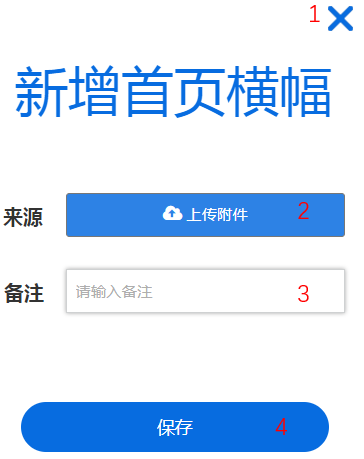 1
新增首页横幅
来源 上传附件 2
备注 请输入备注 3
保存 4